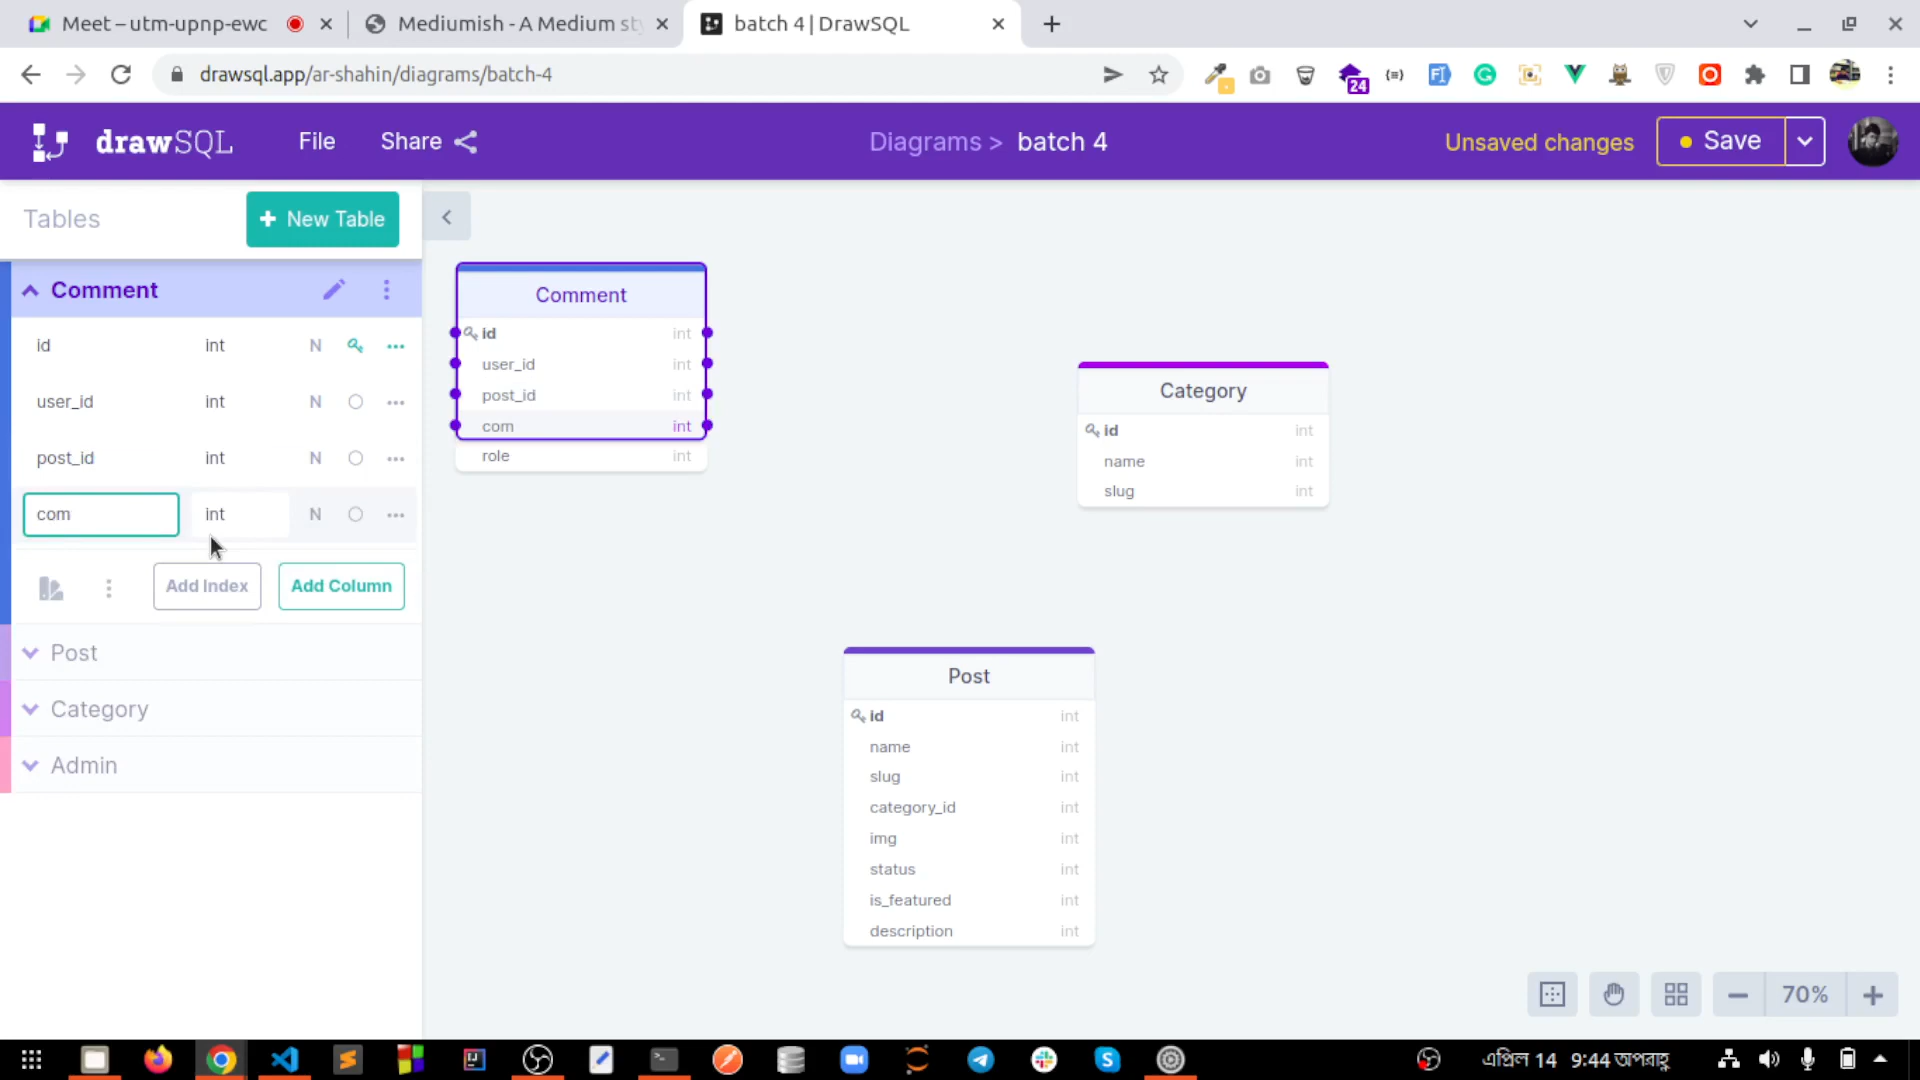 Meet – utm-upnp-ewc
Mediumish - A Medium sty
batch 4 | DrawSQL
drawsql.app/ar-shahin/diagrams/batch-4
24
drawSQL
File
Share
Diagrams > batch 4
Unsaved changes
Save
Tables
+ New Table
Comment
id int N
user_id int N
post_id int N
com int N
Add Index
Add Column
Post
Category
Admin
Comment
id int
user_id int
post_id int
com int
role int
Category
id int
name int
slug int
Post
id int
name int
slug int
category_id int
img int
status int
is_featured int
description int
70%
এপ্রিল 14 9:44 অপরাহ্ণ